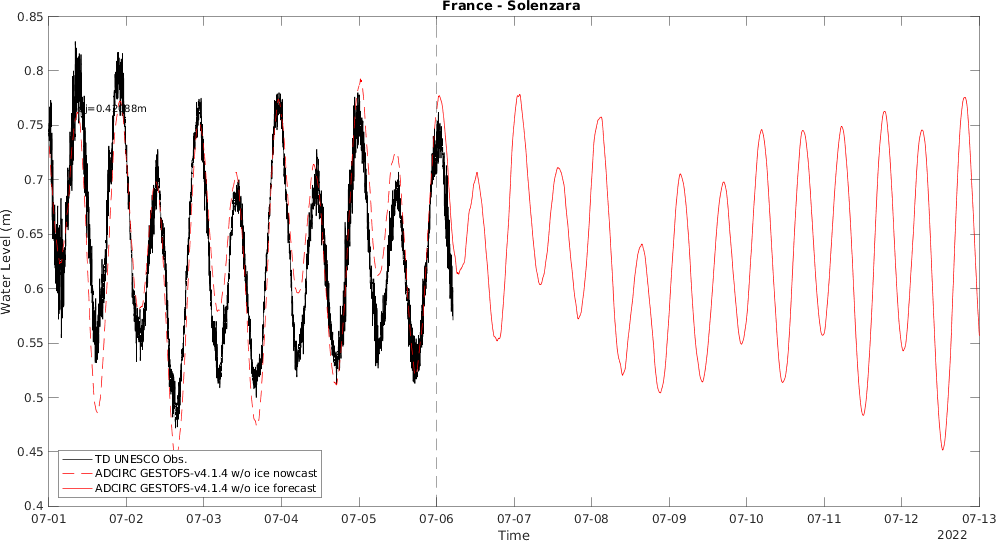 France - Solenzara
0.85
0.8
0.75
0.7
0.65
0.6
0.55
0.5
0.45
0.4
Water Level (m)
TD UNESCO Obs.
ADCIRC GESTOFS-v4.1.4 w/o ice nowcast
ADCIRC GESTOFS-v4.1.4 w/o ice forecast
07-01 07-02 07-03 07-04 07-05 07-06 07-07 07-08 07-09 07-10 07-11 07-12 07-13
Time
2022